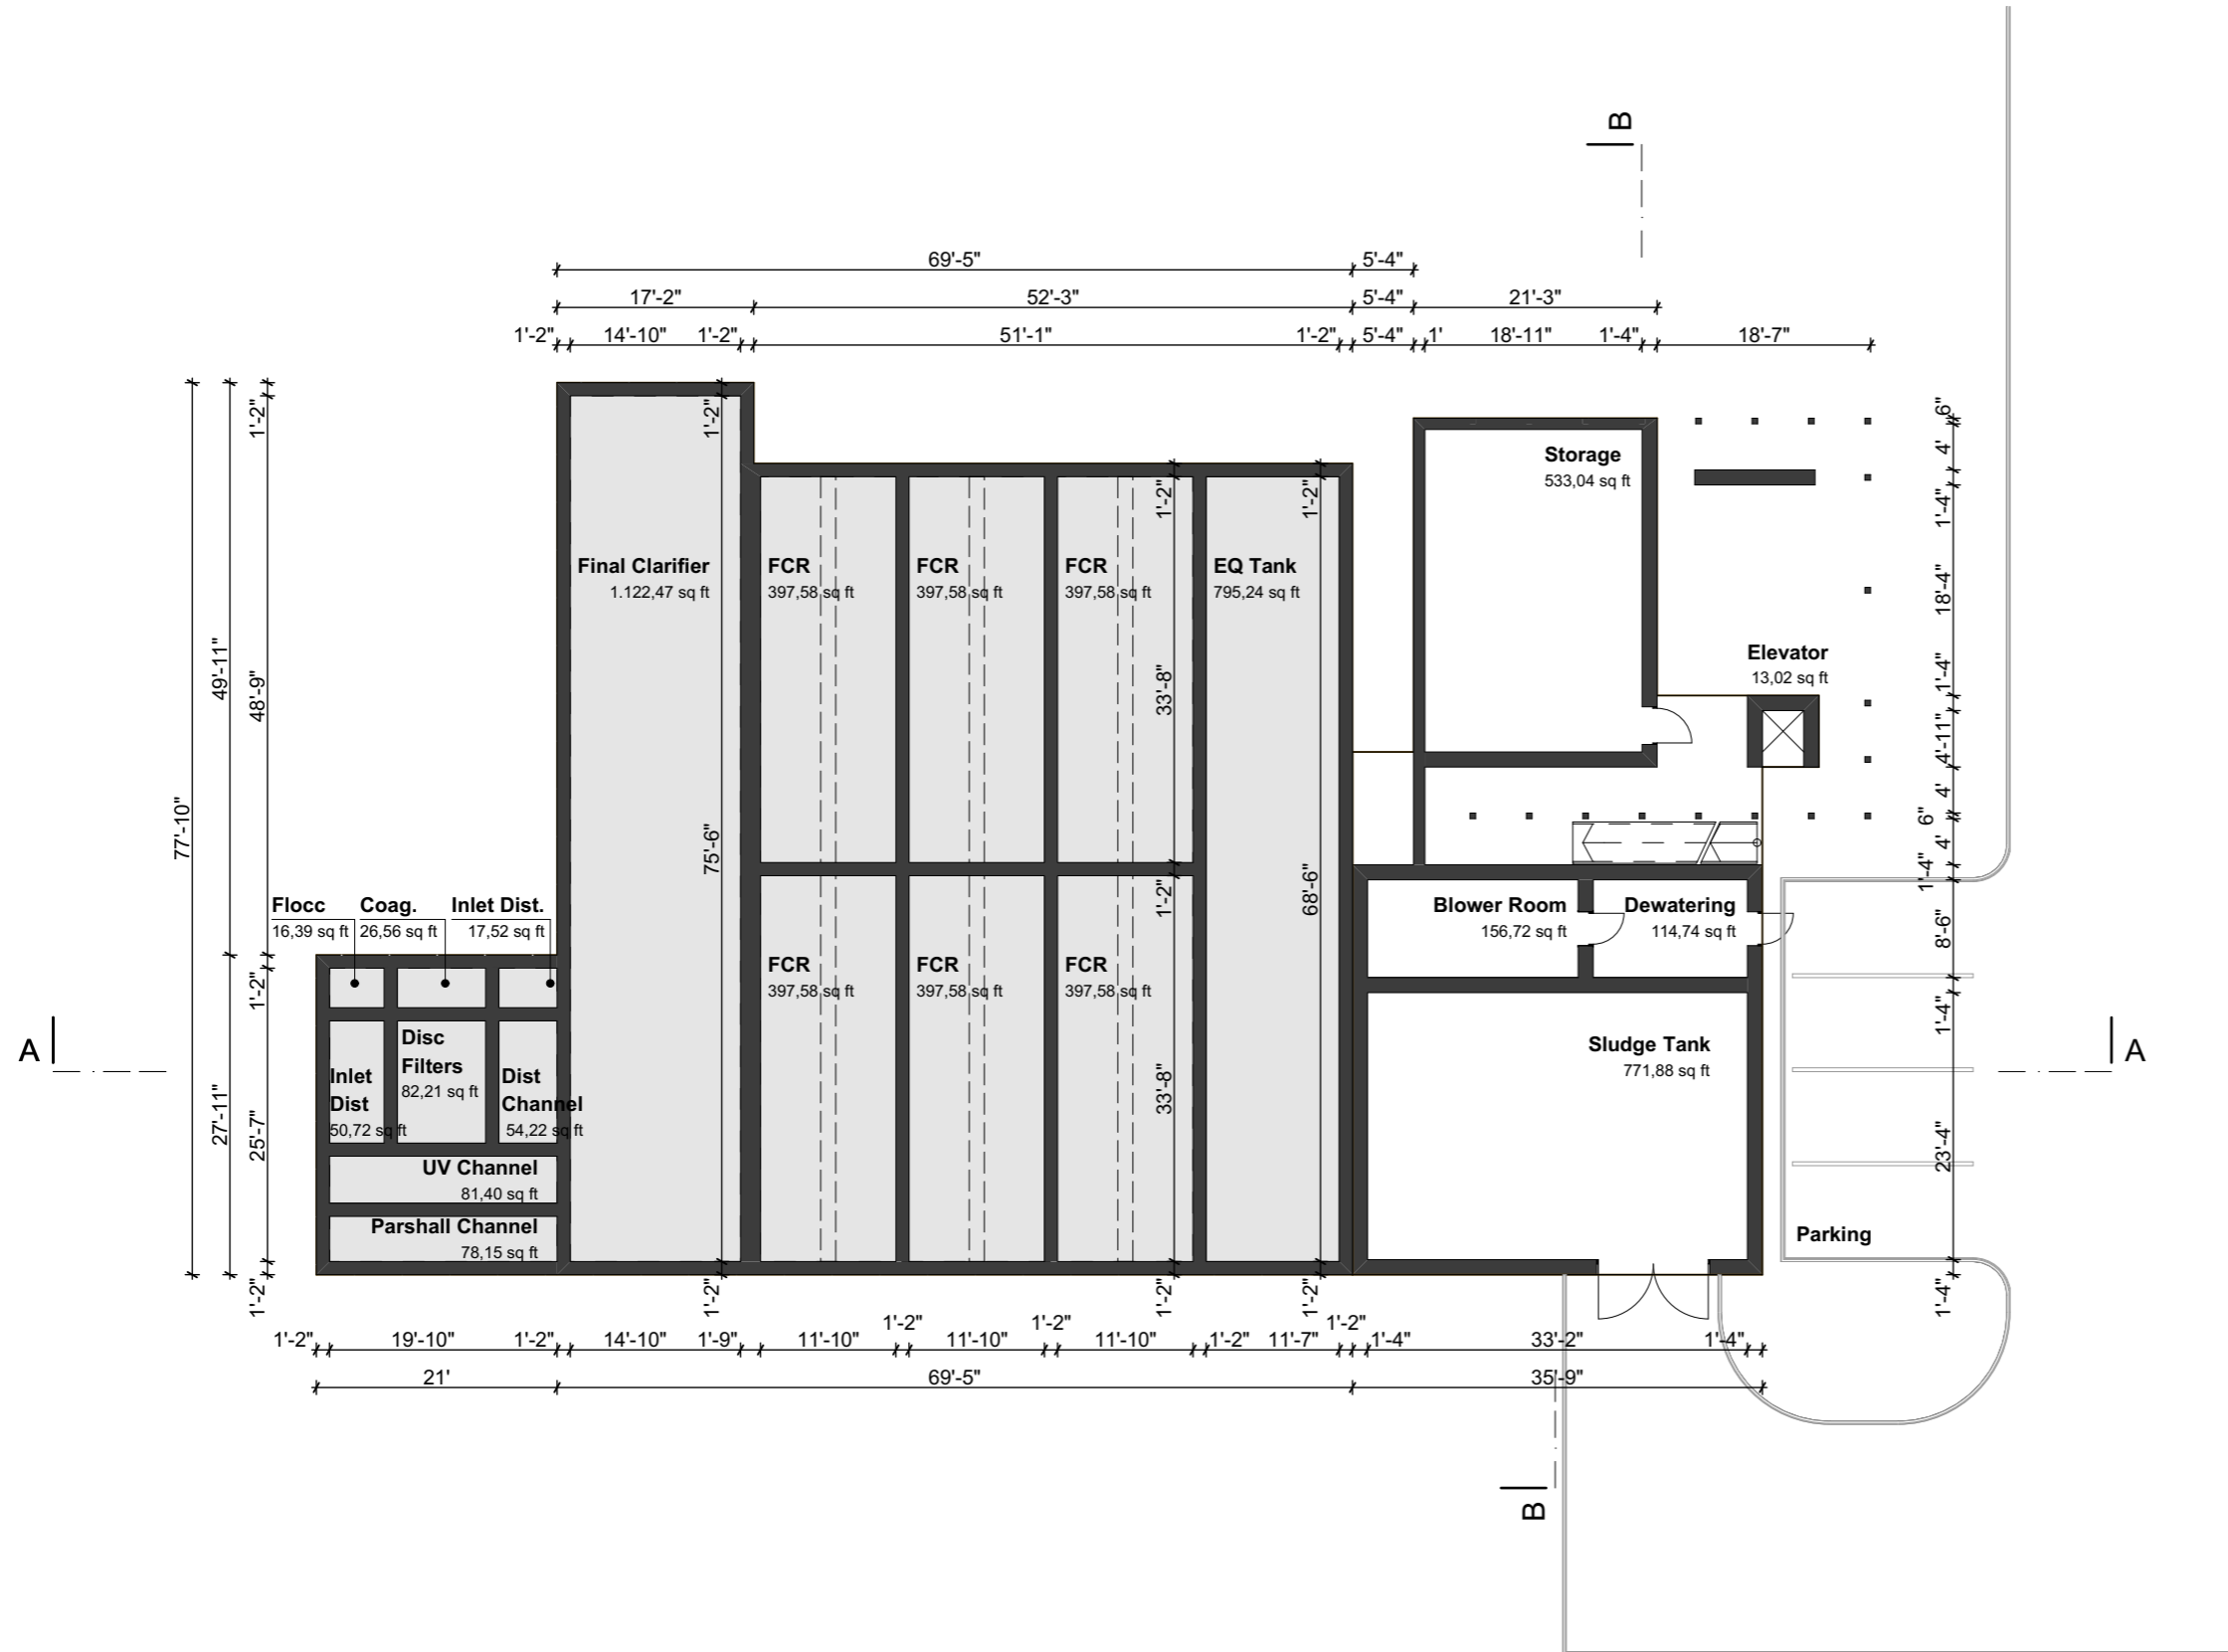 B
69'-5"
5'-4"
17'-2"
52'-3"
5'-4"
21'-3"
1'-2"
14'-10"
1'-2"
51'-1"
1'-2"
5'-4"
1'
18'-11"
1'-4"
18'-7"
77'-10"
49'-11"
27'-11"
1'-2"
48'-9"
1'-2"
25'-7"
1'-2"
1'-2"
75'-6"
1'-2"
1'-2"
33'-8"
1'-2"
33'-8"
1'-2"
1'-2"
68'-6"
1'-2"
6"
4'
1'-4"
18'-4"
1'-4"
4'-11"
4'
6"
4'
1'-4"
8'-6"
1'-4"
23'-4"
1'-4"
Storage
533,04 sq ft
Final Clarifier
1.122,47 sq ft
FCR
397,58 sq ft
FCR
397,58 sq ft
FCR
397,58 sq ft
EQ Tank
795,24 sq ft
Elevator
13,02 sq ft
Flocc
16,39 sq ft
Coag.
26,56 sq ft
Inlet Dist.
17,52 sq ft
Blower Room
156,72 sq ft
Dewatering
114,74 sq ft
FCR
397,58 sq ft
FCR
397,58 sq ft
FCR
397,58 sq ft
A
Inlet
Dist
50,72 sq ft
Disc
Filters
82,21 sq ft
Dist
Channel
54,22 sq ft
Sludge Tank
771,88 sq ft
A
UV Channel
81,40 sq ft
Parshall Channel
78,15 sq ft
Parking
1'-2"
19'-10"
1'-2"
14'-10"
1'-9"
11'-10"
1'-2"
11'-10"
1'-2"
11'-10"
1'-2"
11'-7"
1'-2"
1'-4"
33'-2"
1'-4"
21'
69'-5"
35'-9"
B